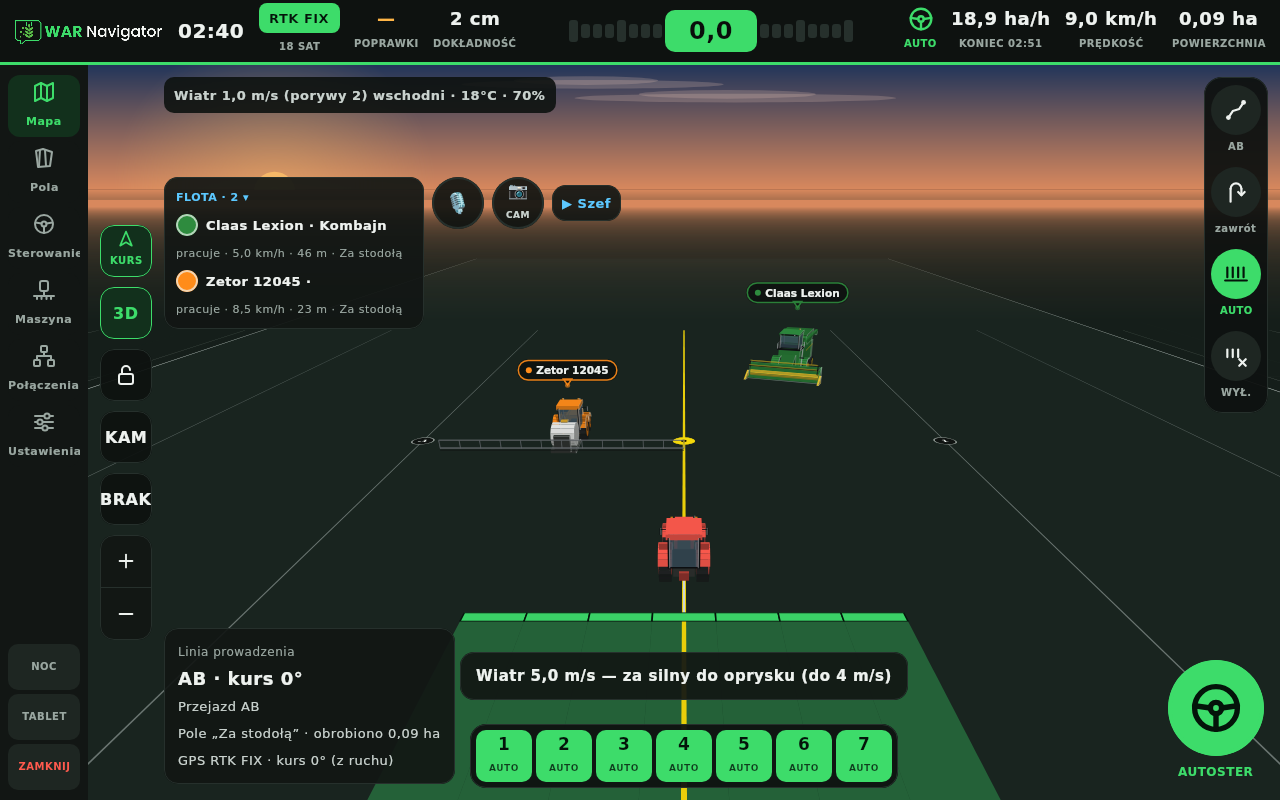 WAR Navigator
02:40
RTK FIX
18 SAT
—
POPRAWKI
2 cm
DOKŁADNOŚĆ
0,0
AUTO
18,9 ha/h
KONIEC 02:51
9,0 km/h
PRĘDKOŚĆ
0,09 ha
POWIERZCHNIA
Mapa
Pola
Sterowanie
Maszyna
Połączenia
Ustawienia
NOC
TABLET
ZAMKNIJ
Wiatr 1,0 m/s (porywy 2) wschodni · 18°C · 70%
FLOTA · 2 ▾
Claas Lexion · Kombajn
pracuje · 5,0 km/h · 46 m · Za stodołą
Zetor 12045 ·
pracuje · 8,5 km/h · 23 m · Za stodołą
CAM
▶ Szef
KURS
3D
KAM
BRAK
+
−
Claas Lexion
Zetor 12045
AB
zawrót
AUTO
WYŁ.
Linia prowadzenia
AB · kurs 0°
Przejazd AB
Pole „Za stodołą” · obrobiono 0,09 ha
GPS RTK FIX · kurs 0° (z ruchu)
Wiatr 5,0 m/s — za silny do oprysku (do 4 m/s)
1 2 3 4 5 6 7
AUTO AUTO AUTO AUTO AUTO AUTO AUTO
AUTOSTER